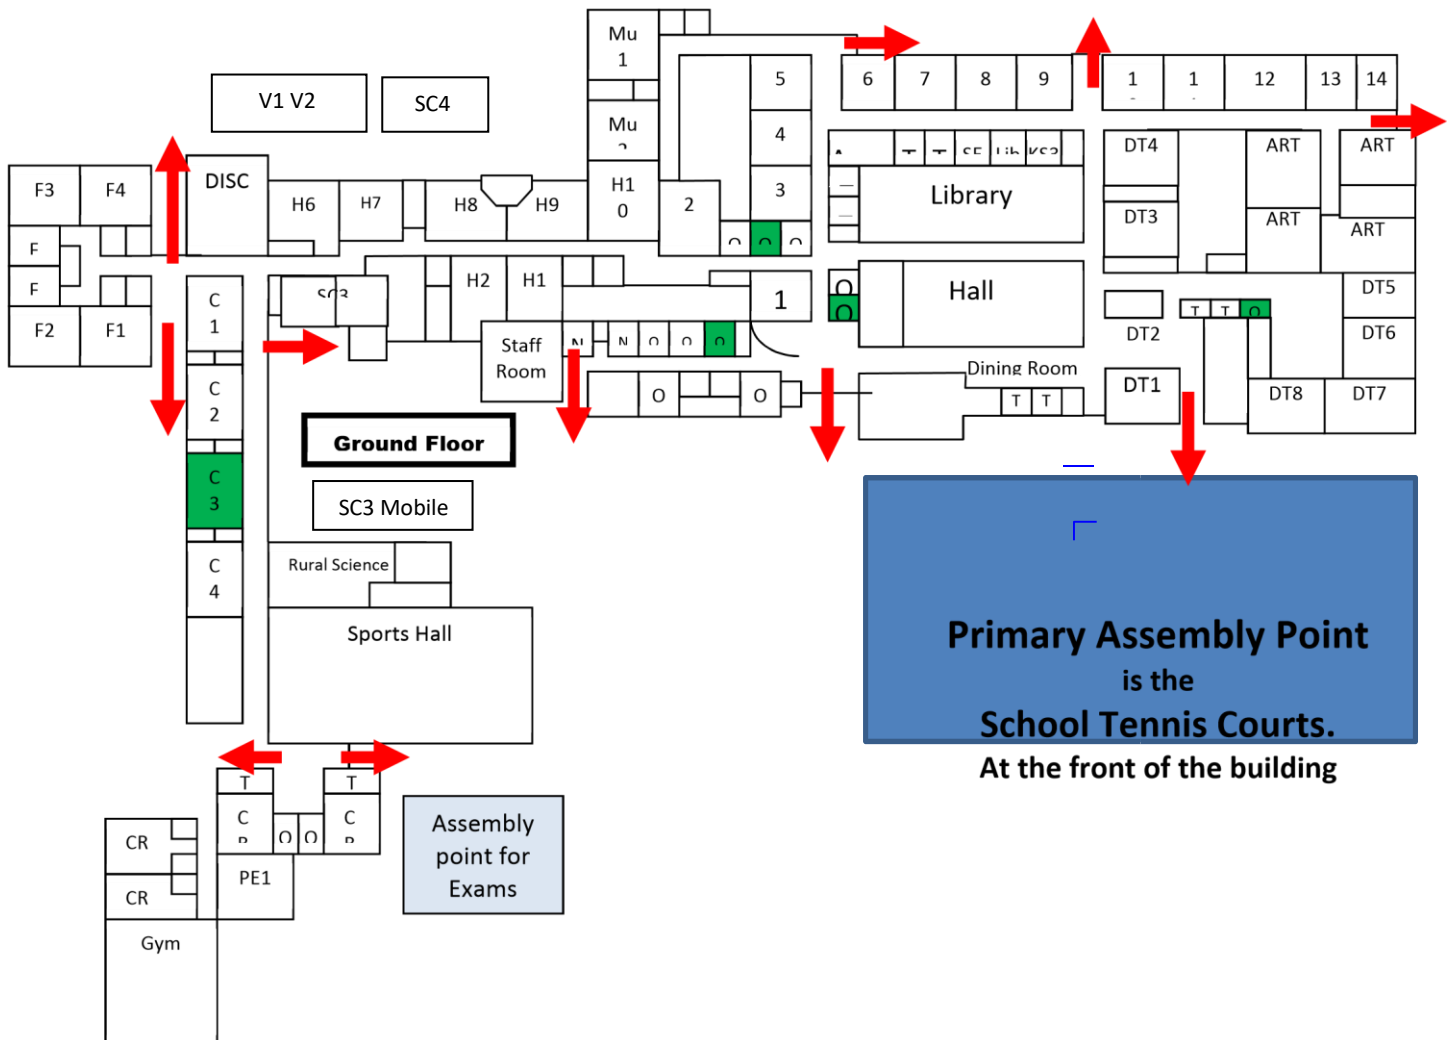 Mu
1
6
7
8
9
1
1
12
13
14
5
V1 V2
SC4
4
Mu
DT4
ART
ART
F3
F4
DISC
H6
H7
H8
H9
H1
0
2
3
Library
DT3
ART
ART
F
F
C
1
H2
H1
1
O
Hall
DT5
T
T
DT2
DT6
F2
F1
Staff
Room
N
N
O
O
Dining Room
C
2
O
O
T
T
DT1
DT8
DT7
Ground Floor
C
3
SC3 Mobile
C
4
Rural Science
Sports Hall
Primary Assembly Point
is the
School Tennis Courts.
At the front of the building
T
T
C
C
O
O
Assembly
point for
Exams
CR
CR
PE1
Gym